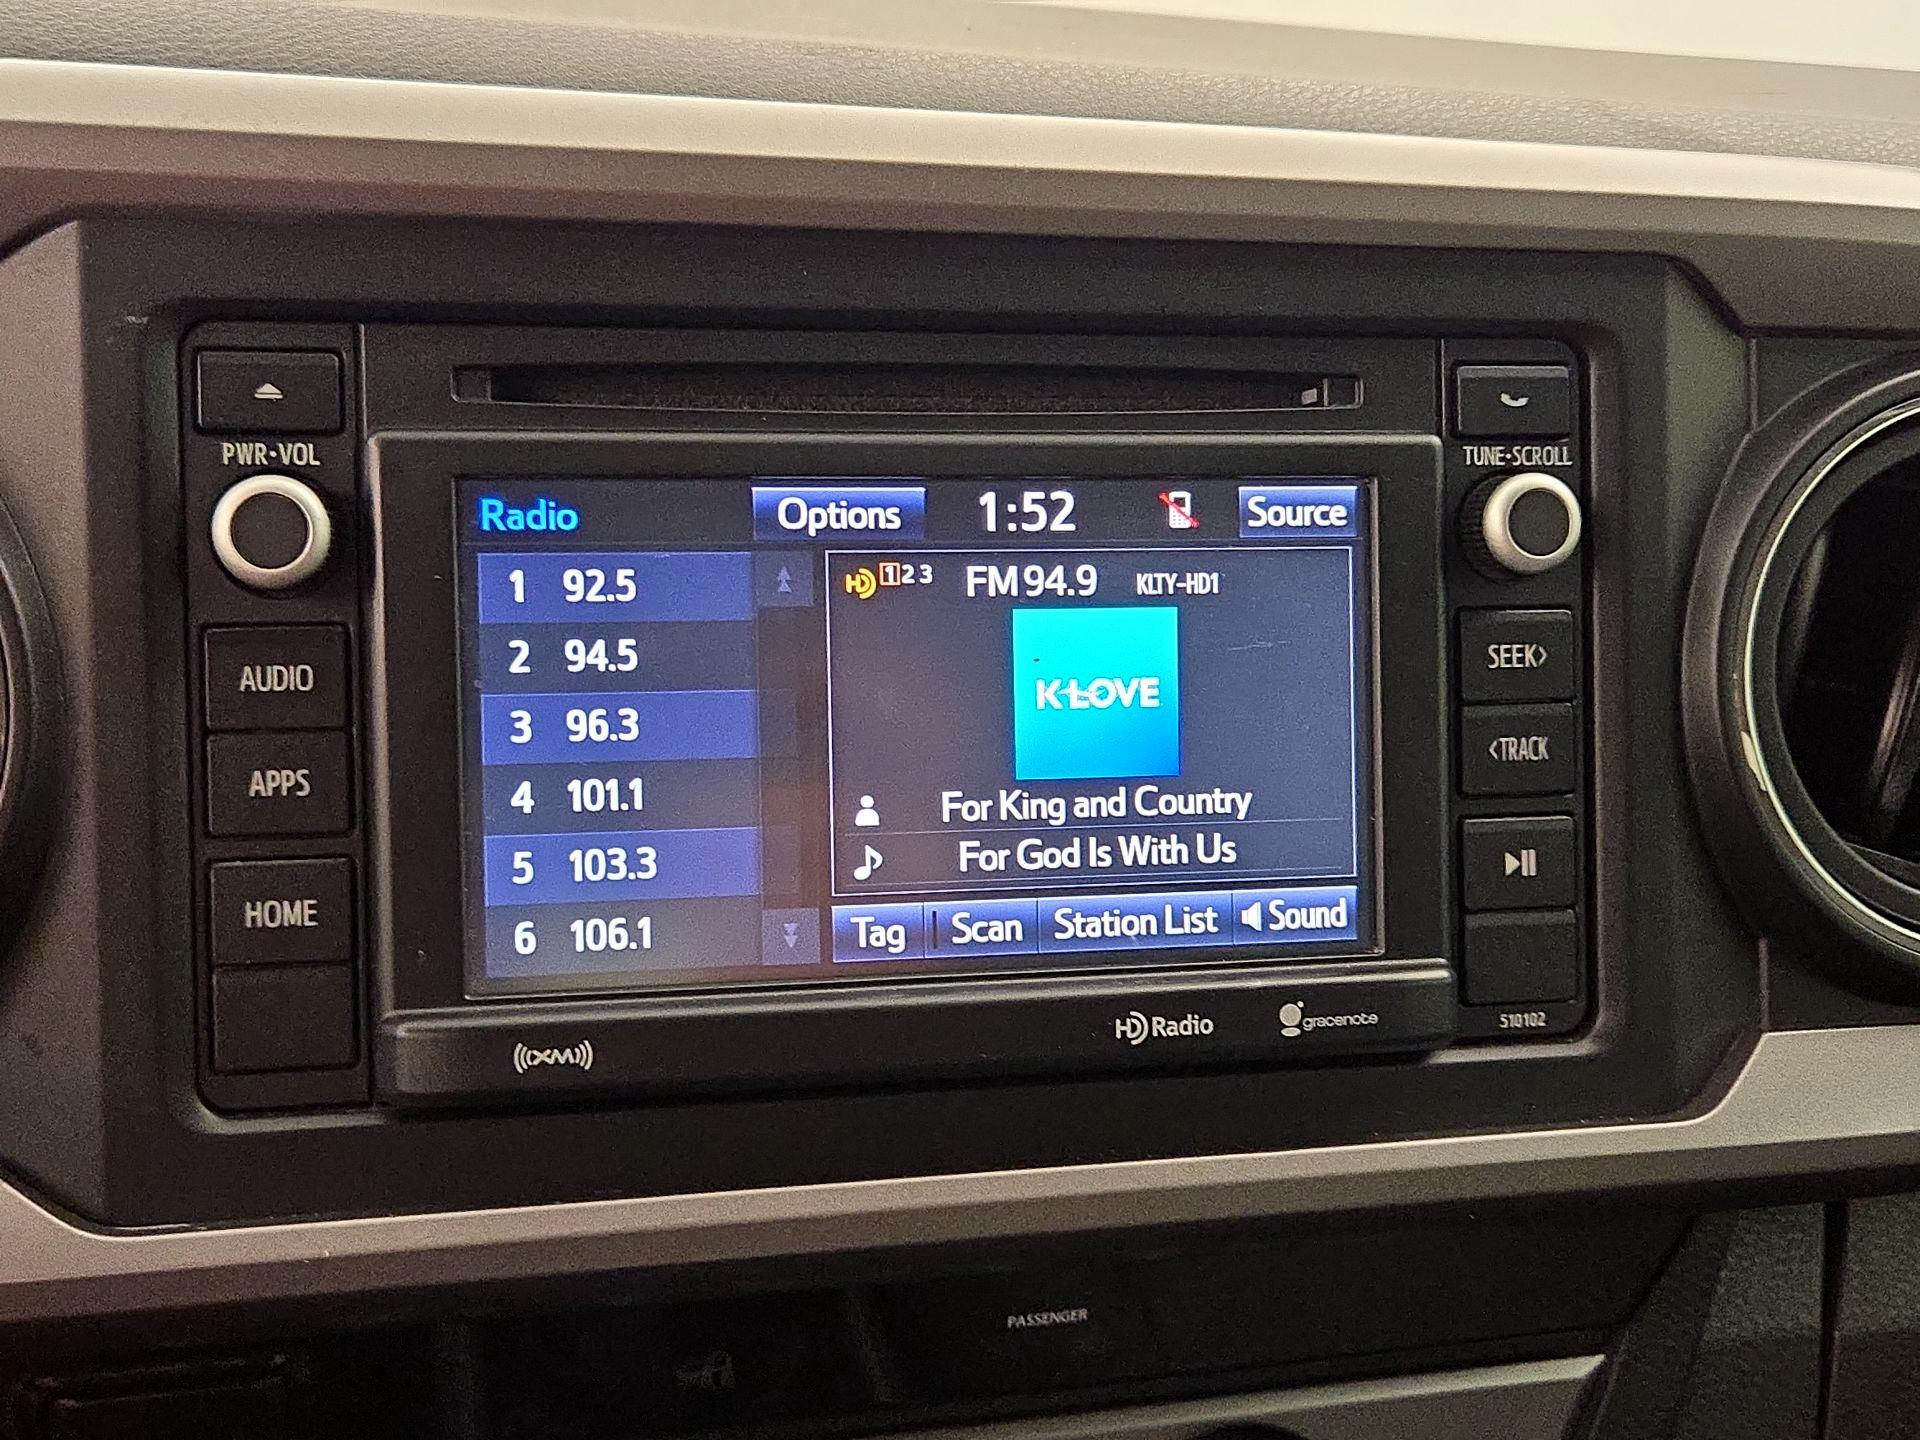 PWR•VOL
TUNE•SCROLL
Radio Options 1:52 Source
1 92.5
2 94.5
3 96.3
4 101.1
5 103.3
6 106.1
HD 1 2 3 FM 94.9 KLTY-HD1
K-LOVE
For King and Country
For God Is With Us
Tag Scan Station List Sound
AUDIO
APPS
HOME
SEEK>
<TRACK
((XM))
HD Radio
gracenote
510102
PASSENGER